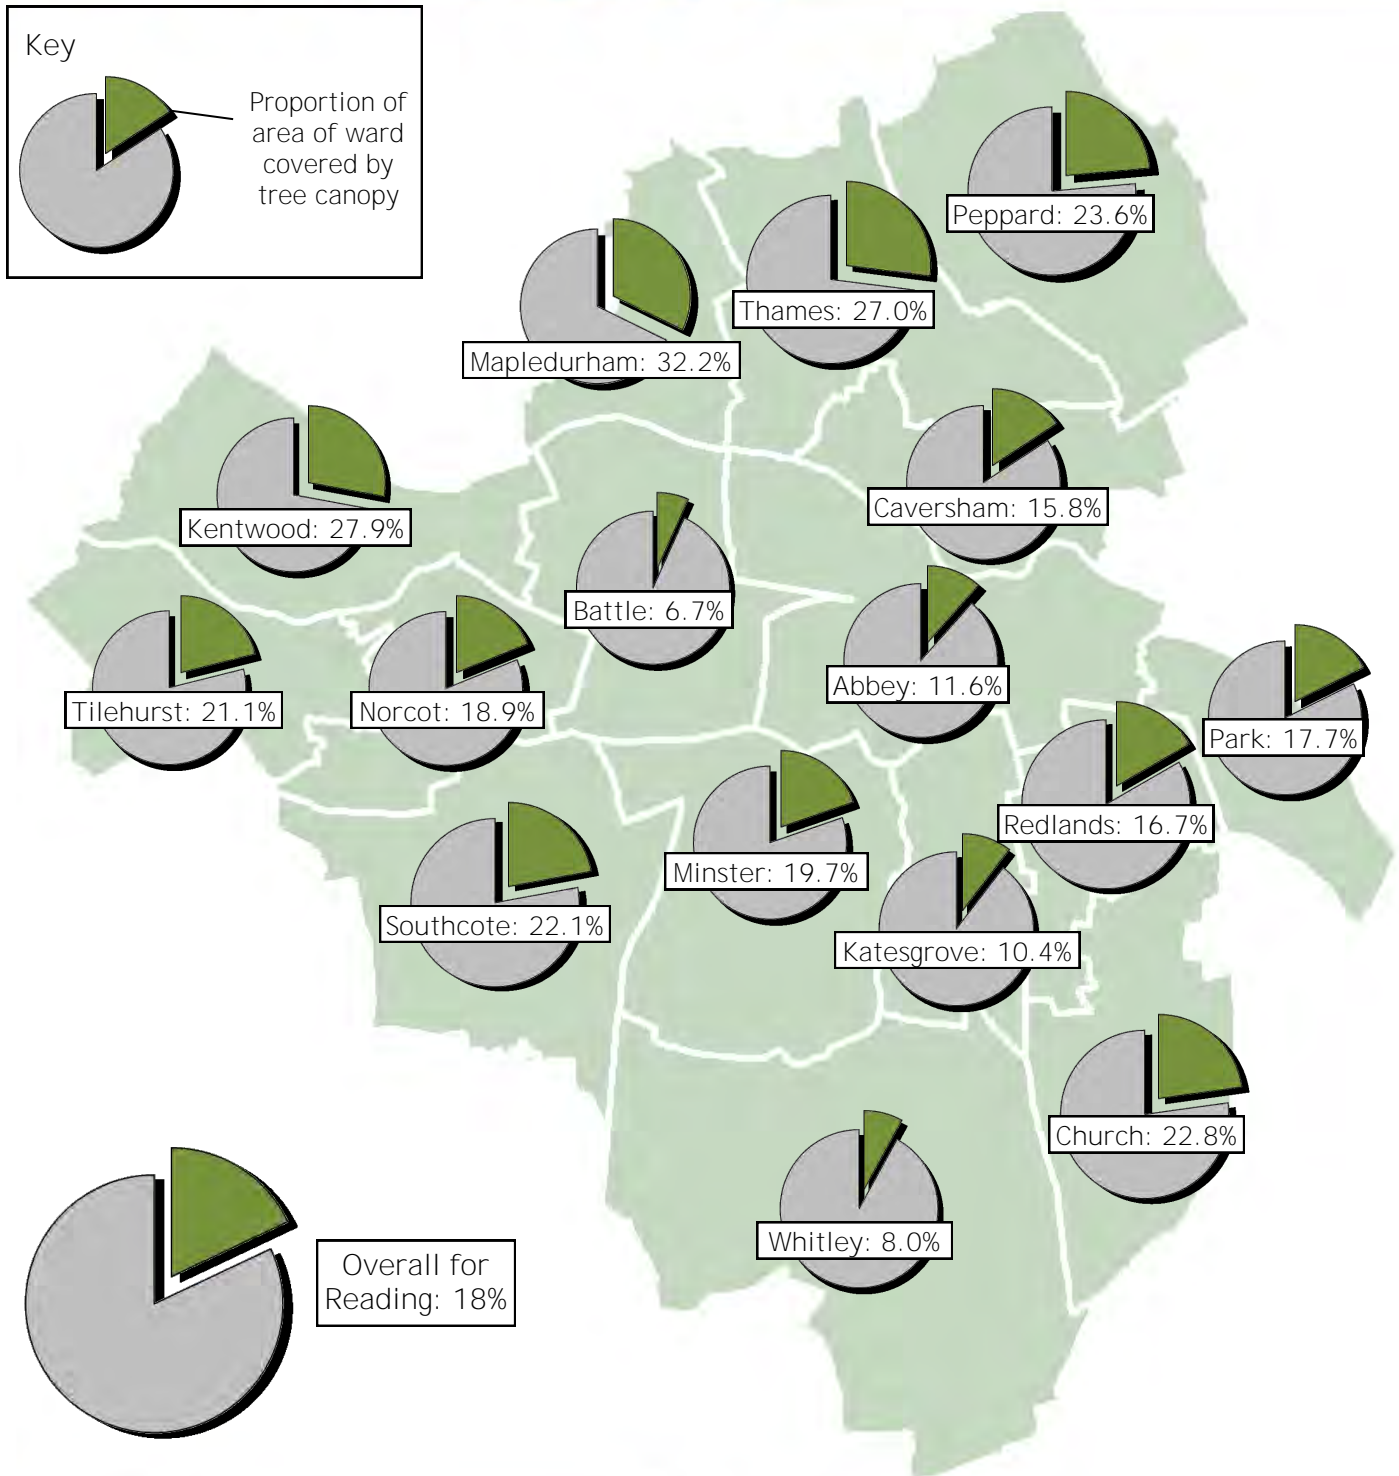 Key
Proportion of
area of ward
covered by
tree canopy
Peppard: 23.6%
Thames: 27.0%
Mapledurham: 32.2%
Caversham: 15.8%
Kentwood: 27.9%
Battle: 6.7%
Abbey: 11.6%
Tilehurst: 21.1%
Norcot: 18.9%
Park: 17.7%
Redlands: 16.7%
Minster: 19.7%
Southcote: 22.1%
Katesgrove: 10.4%
Church: 22.8%
Whitley: 8.0%
Overall for
Reading: 18%